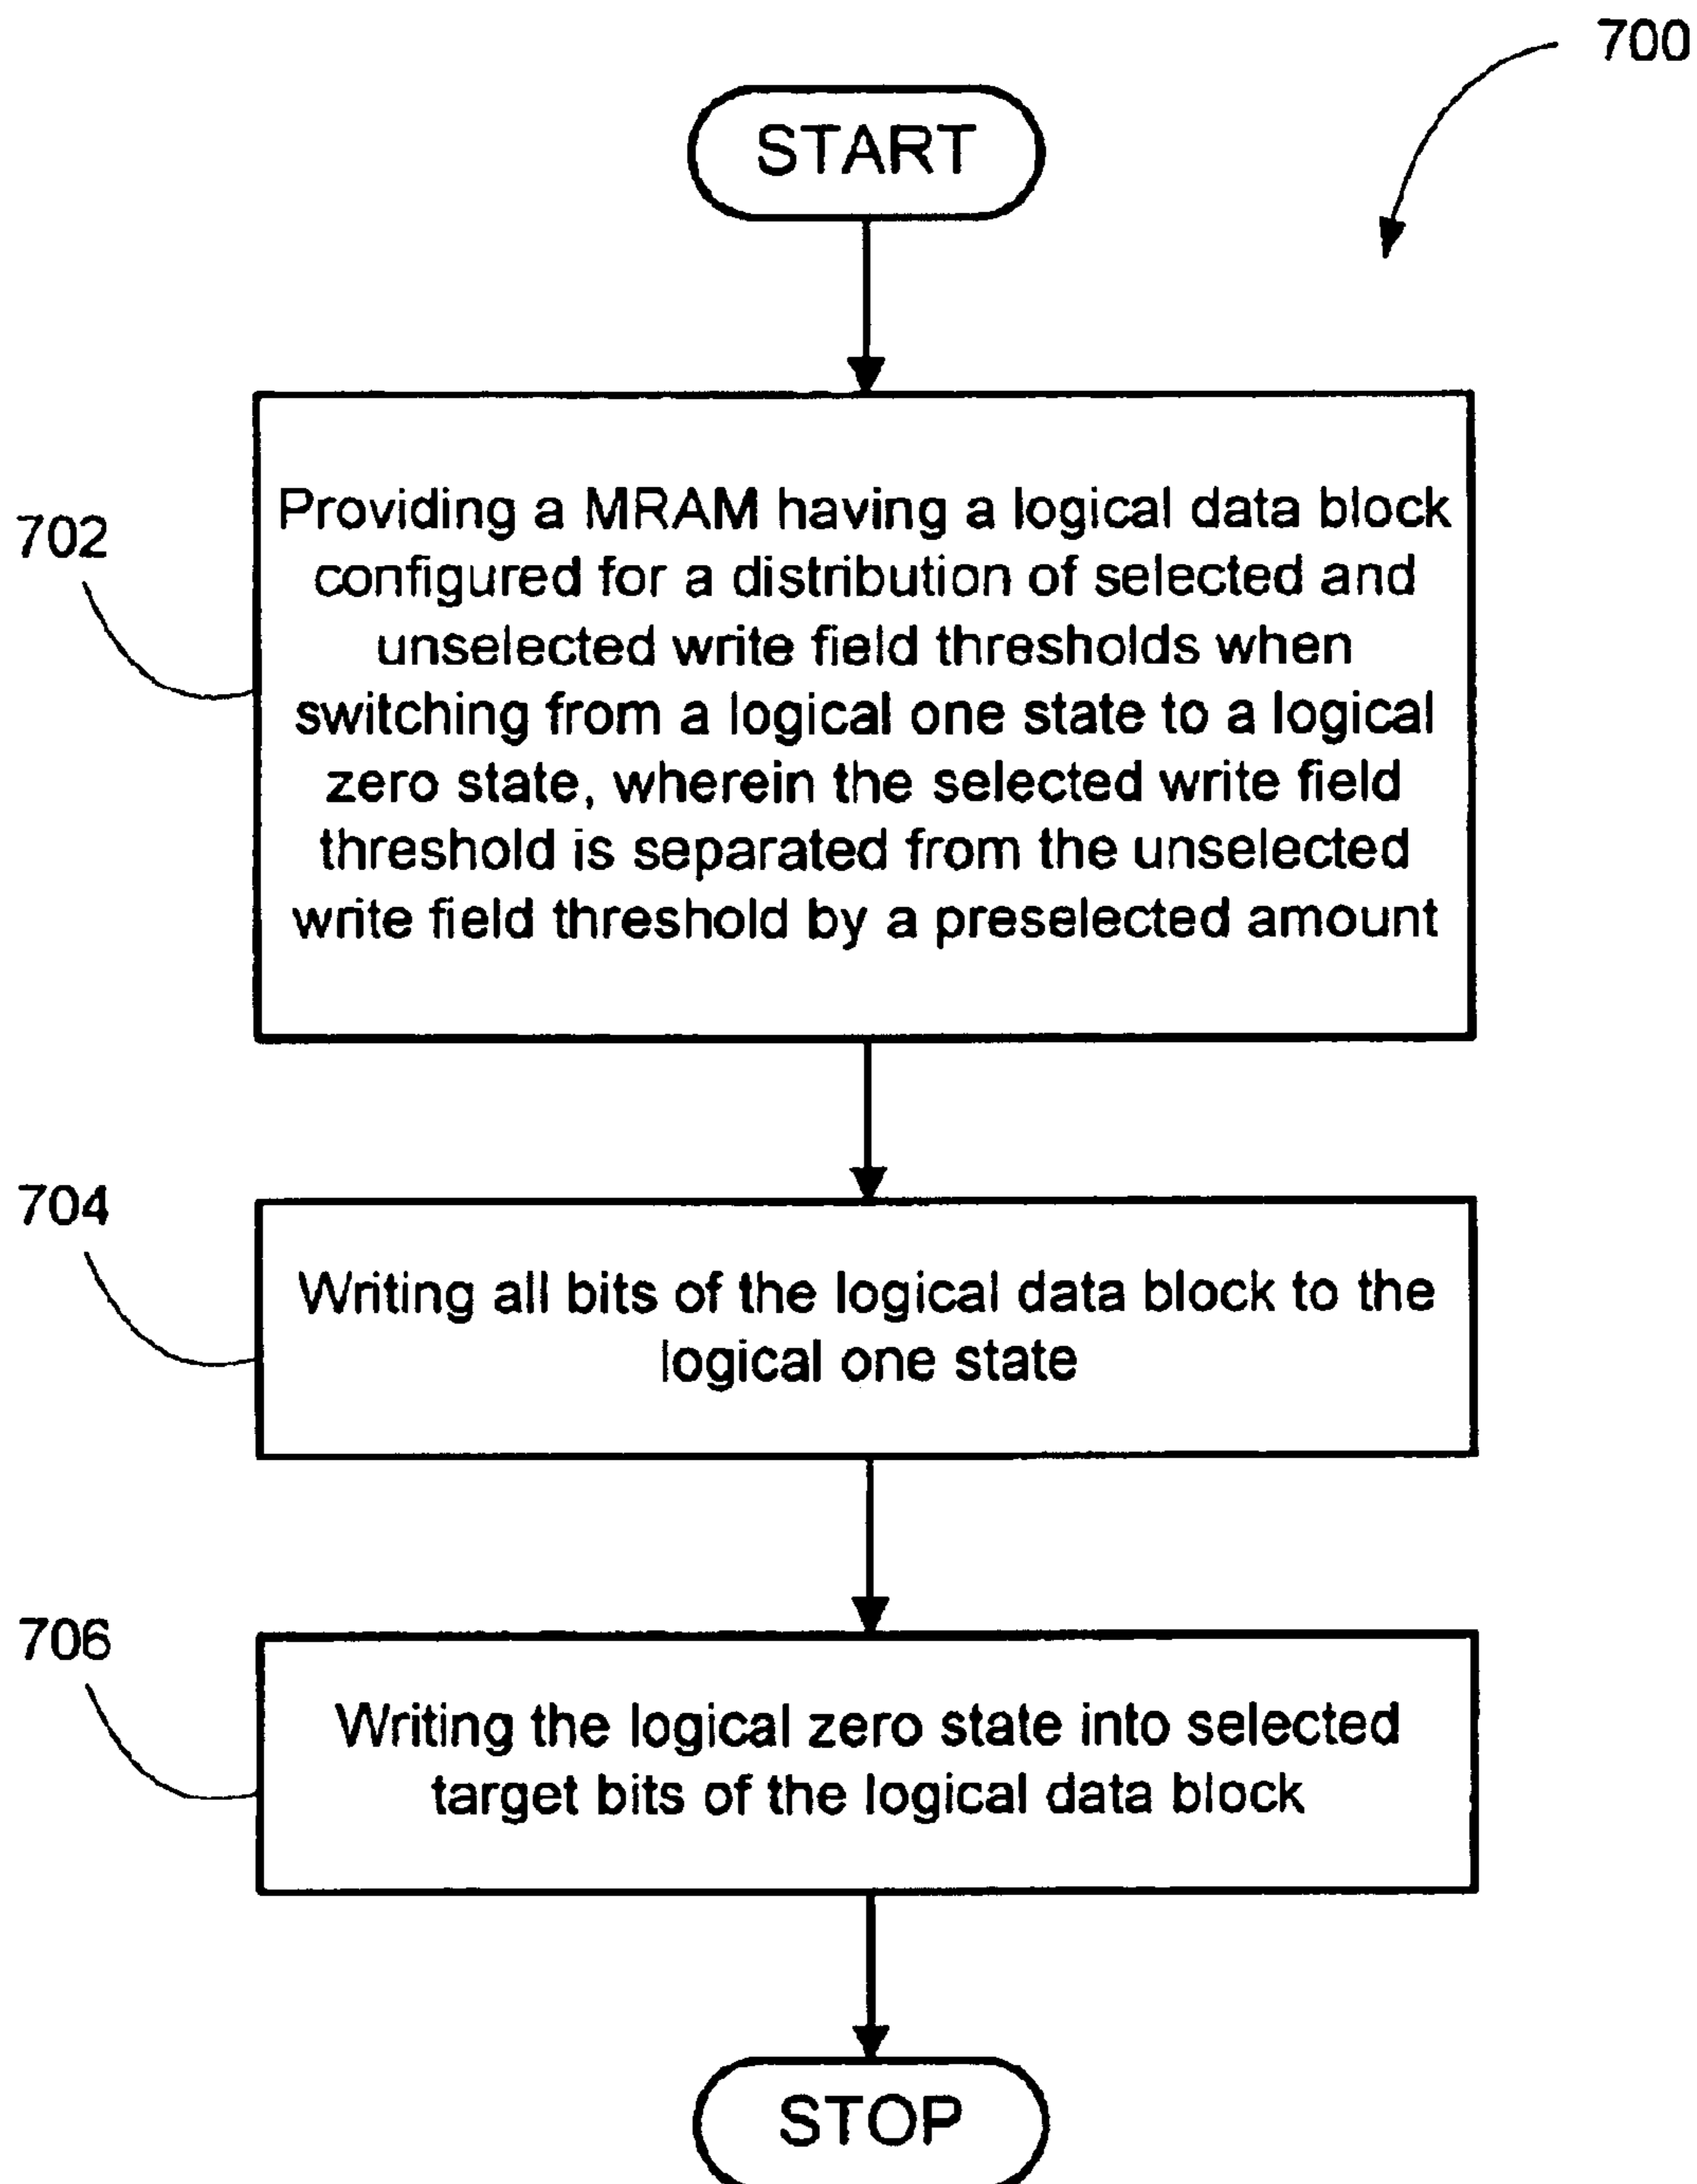 700
START
702
Providing a MRAM having a logical data block
configured for a distribution of selected and
unselected write field thresholds when
switching from a logical one state to a logical
zero state, wherein the selected write field
threshold is separated from the unselected
write field threshold by a preselected amount
704
Writing all bits of the logical data block to the
logical one state
706
Writing the logical zero state into selected
target bits of the logical data block
STOP